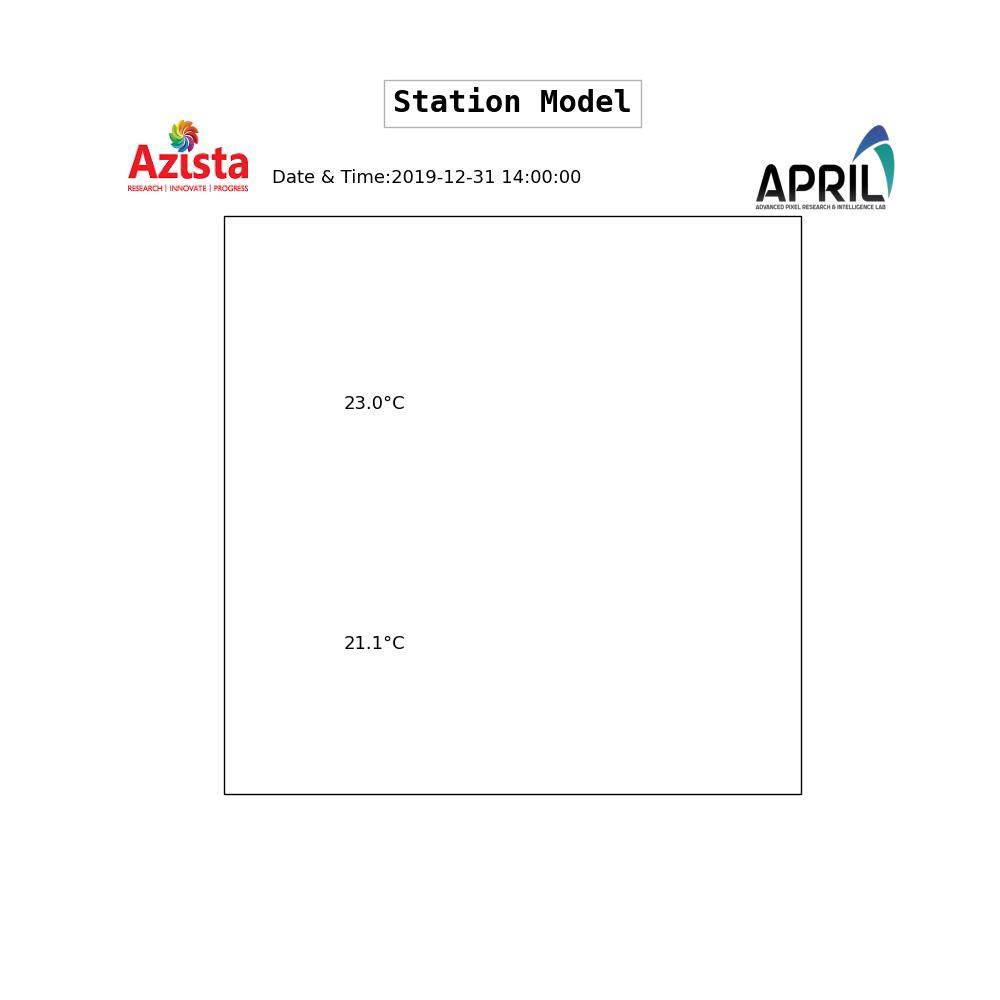 Station Model
Azista
RESEARCH | INNOVATE | PROGRESS
Date & Time:2019-12-31 14:00:00
APRIL
ADVANCED PIXEL RESEARCH & INTELLIGENCE LAB
23.0°C
21.1°C